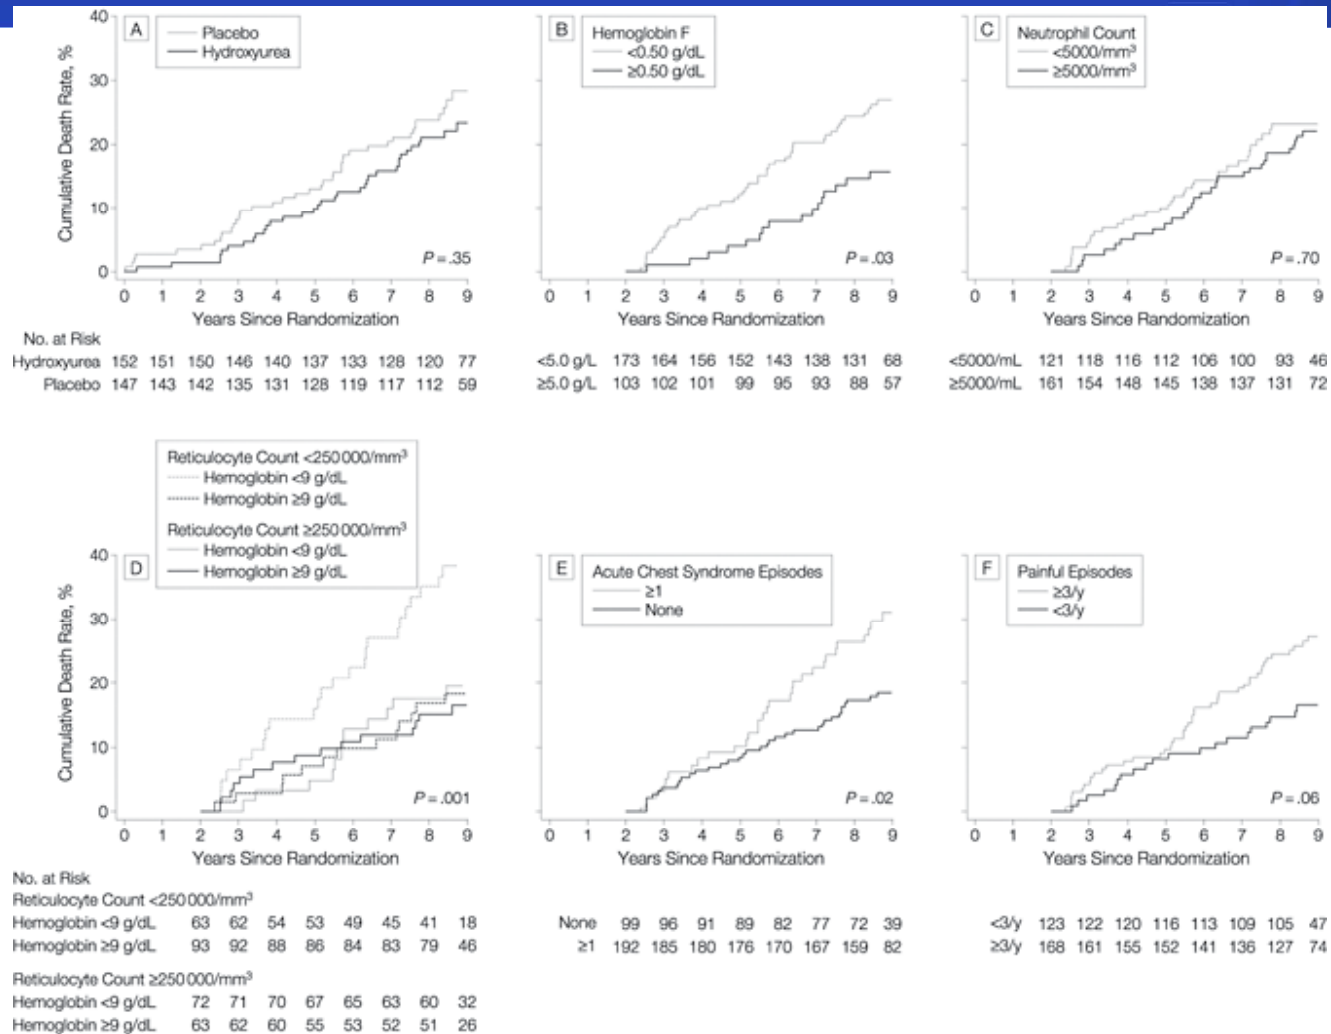 A
Placebo
Hydroxyurea
Cumulative Death Rate, %
40
30
20
10
0
P = .35
0 1 2 3 4 5 6 7 8 9
Years Since Randomization
No. at Risk
Hydroxyurea 152 151 150 146 140 137 133 128 120 77
Placebo 147 143 142 135 131 128 119 117 112 59
B
Hemoglobin F
<0.50 g/dL
≥0.50 g/dL
P = .03
0 1 2 3 4 5 6 7 8 9
Years Since Randomization
<5.0 g/L 173 164 156 152 143 138 131 68
≥5.0 g/L 103 102 101 99 95 93 88 57
C
Neutrophil Count
<5000/mm³
≥5000/mm³
P = .70
0 1 2 3 4 5 6 7 8 9
Years Since Randomization
<5000/mL 121 118 116 112 106 100 93 46
≥5000/mL 161 154 148 145 138 137 131 72
D
Reticulocyte Count <250 000/mm³
Hemoglobin <9 g/dL
Hemoglobin ≥9 g/dL
Reticulocyte Count ≥250 000/mm³
Hemoglobin <9 g/dL
Hemoglobin ≥9 g/dL
Cumulative Death Rate, %
40
30
20
10
0
P = .001
0 1 2 3 4 5 6 7 8 9
Years Since Randomization
No. at Risk
Reticulocyte Count <250 000/mm³
Hemoglobin <9 g/dL 63 62 54 53 49 45 41 18
Hemoglobin ≥9 g/dL 93 92 88 86 84 83 79 46
Reticulocyte Count ≥250 000/mm³
Hemoglobin <9 g/dL 72 71 70 67 65 63 60 32
Hemoglobin ≥9 g/dL 63 62 60 55 53 52 51 26
E
Acute Chest Syndrome Episodes
≥1
None
P = .02
0 1 2 3 4 5 6 7 8 9
Years Since Randomization
None 99 96 91 89 82 77 72 39
≥1 192 185 180 176 170 167 159 82
F
Painful Episodes
≥3/y
<3/y
P = .06
0 1 2 3 4 5 6 7 8 9
Years Since Randomization
<3/y 123 122 120 116 113 109 105 47
≥3/y 168 161 155 152 141 136 127 74